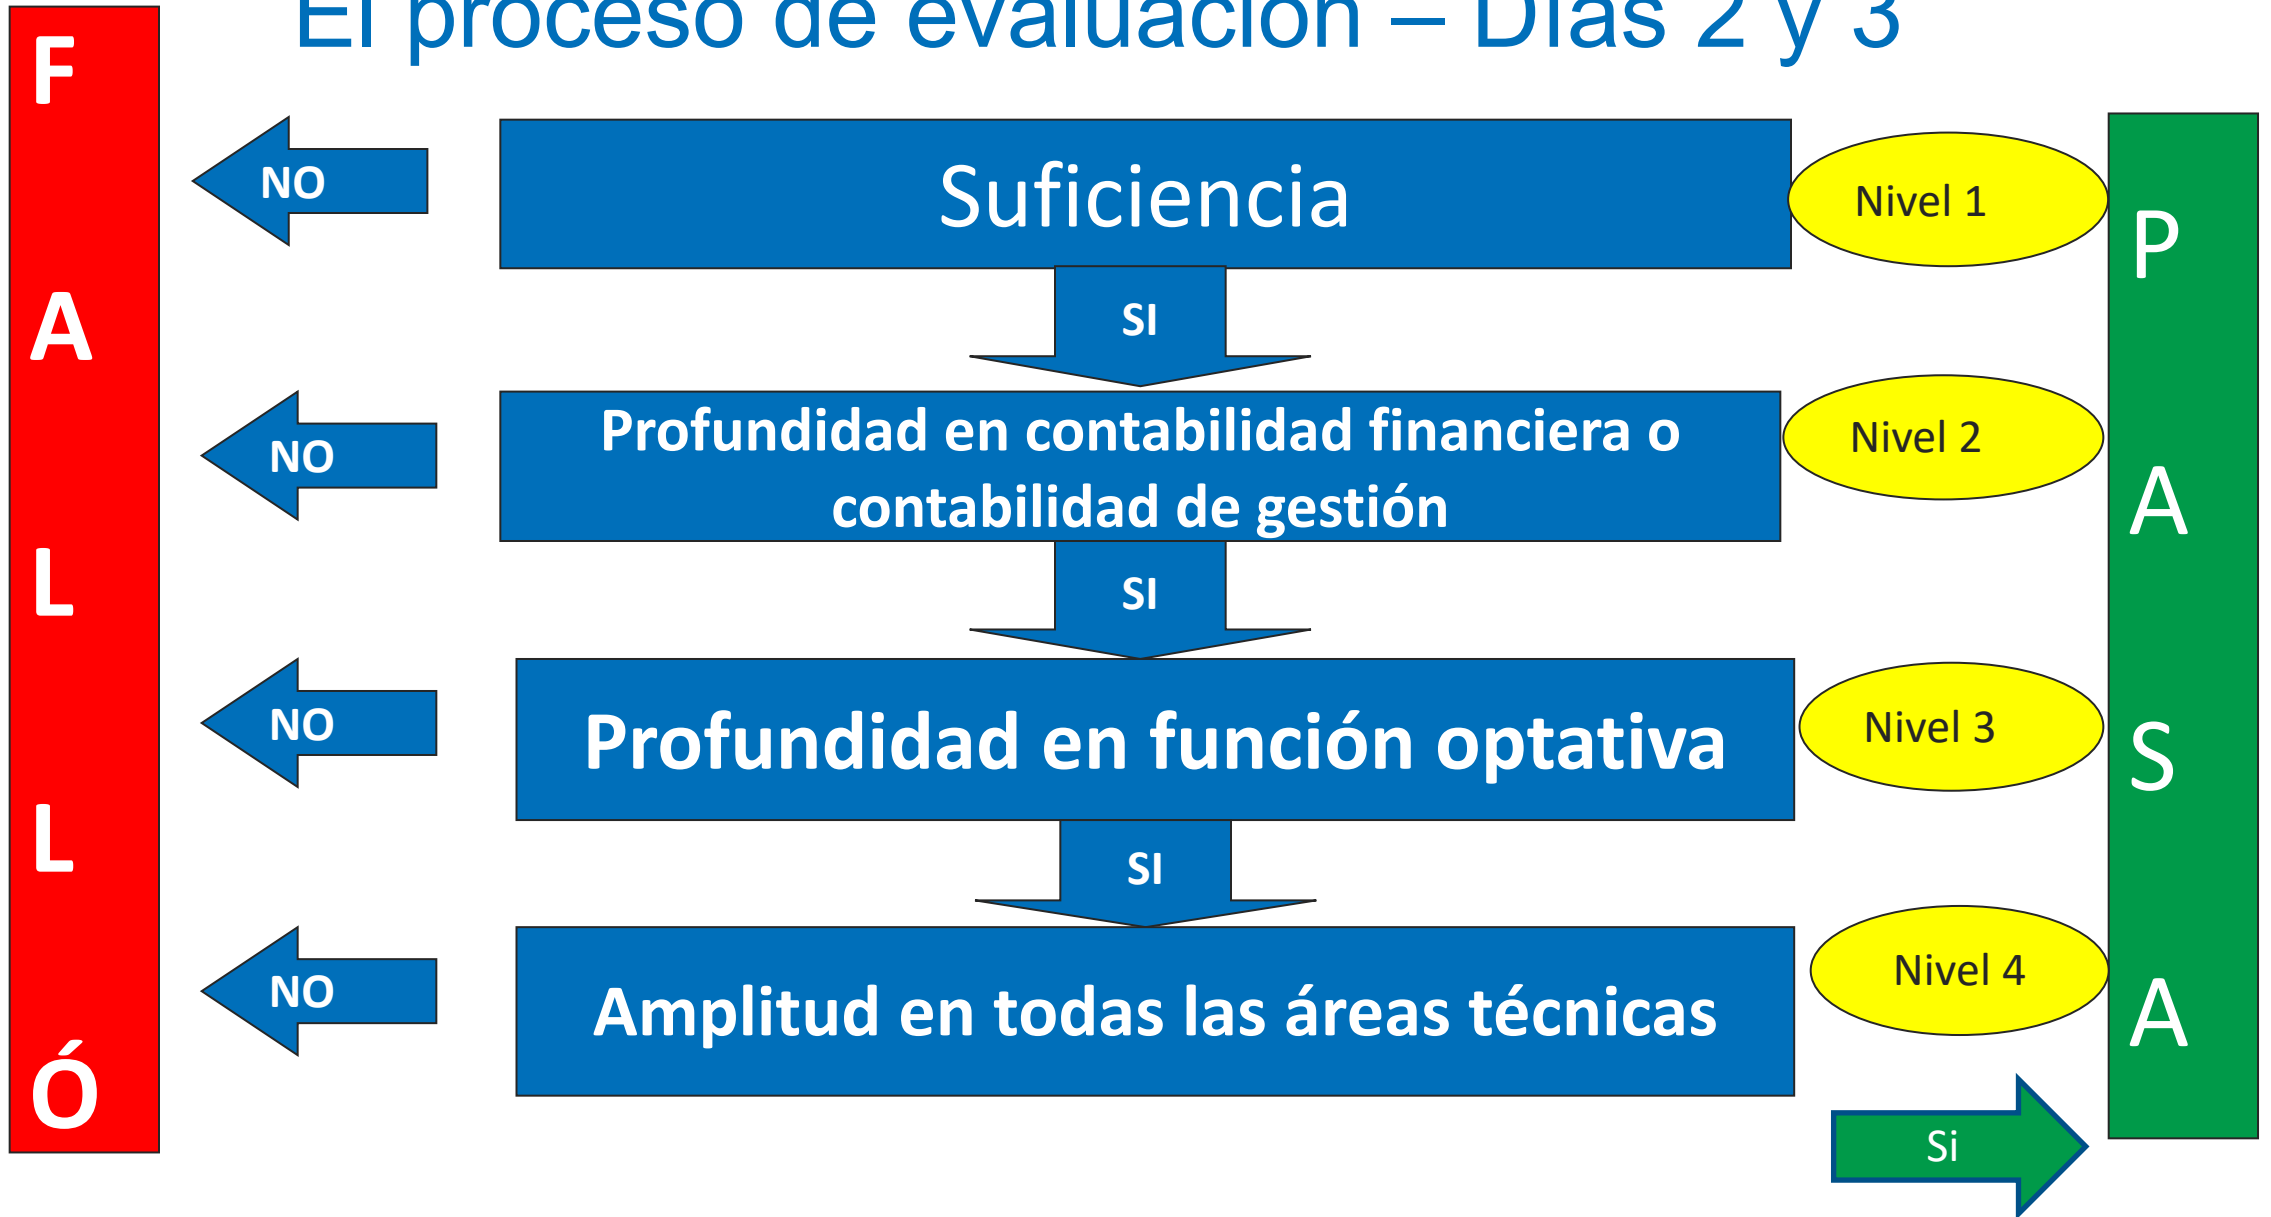 El proceso de evaluación – Días 2 y 3
F
A
L
L
Ó
NO
Suficiencia
Nivel 1
SI
NO
Profundidad en contabilidad financiera o
contabilidad de gestión
Nivel 2
SI
NO
Profundidad en función optativa
Nivel 3
SI
NO
Amplitud en todas las áreas técnicas
Nivel 4
Si
P
A
S
A